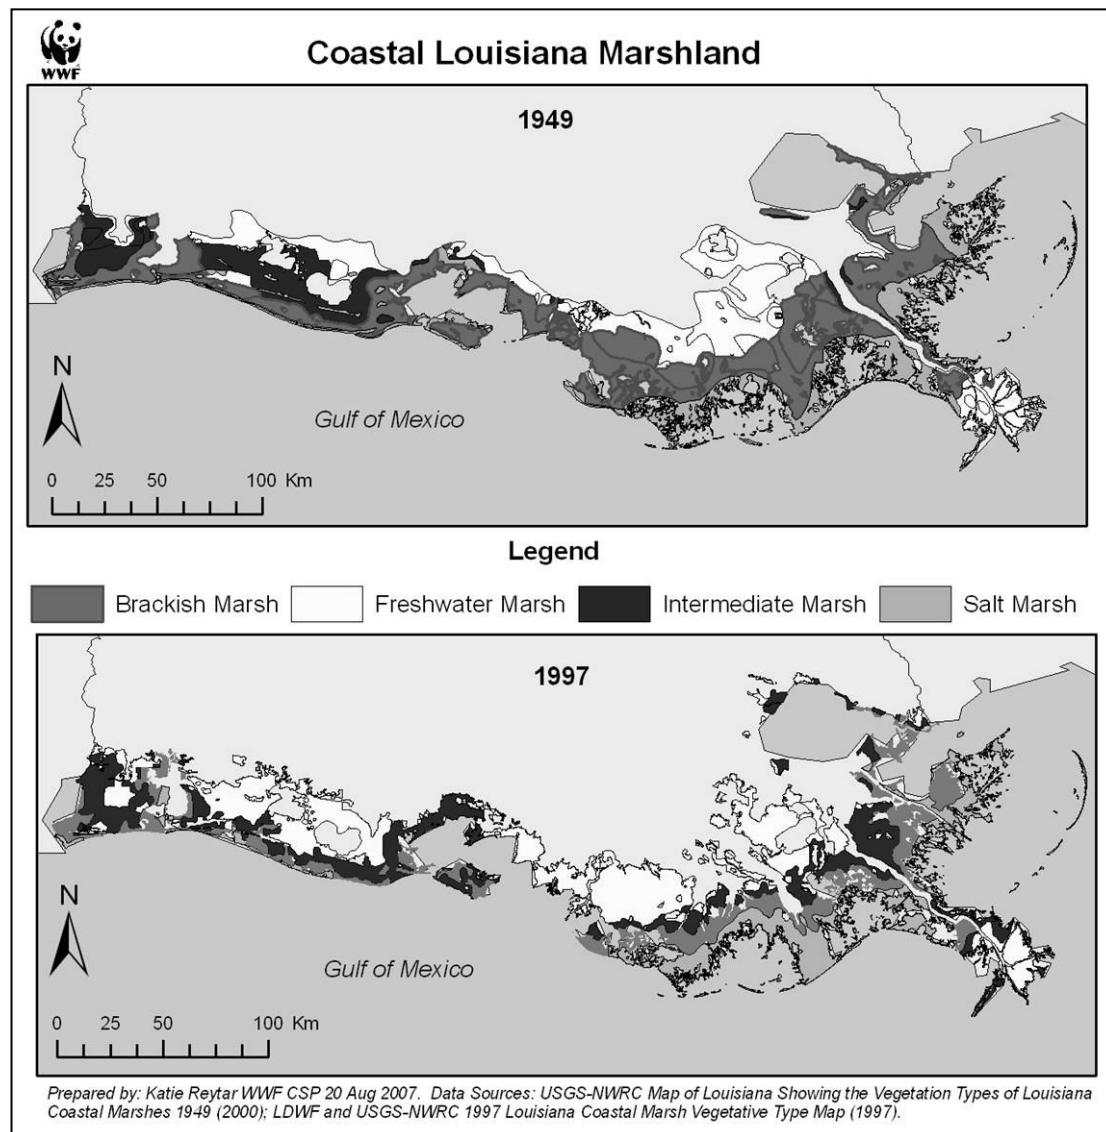 WWF
Coastal Louisiana Marshland
1949
N
Gulf of Mexico
0 25 50 100 Km
Legend
Brackish Marsh Freshwater Marsh Intermediate Marsh Salt Marsh
1997
N
Gulf of Mexico
0 25 50 100 Km
Prepared by: Katie Reytar WWF CSP 20 Aug 2007. Data Sources: USGS-NWRC Map of Louisiana Showing the Vegetation Types of Louisiana
Coastal Marshes 1949 (2000); LDWF and USGS-NWRC 1997 Louisiana Coastal Marsh Vegetative Type Map (1997).